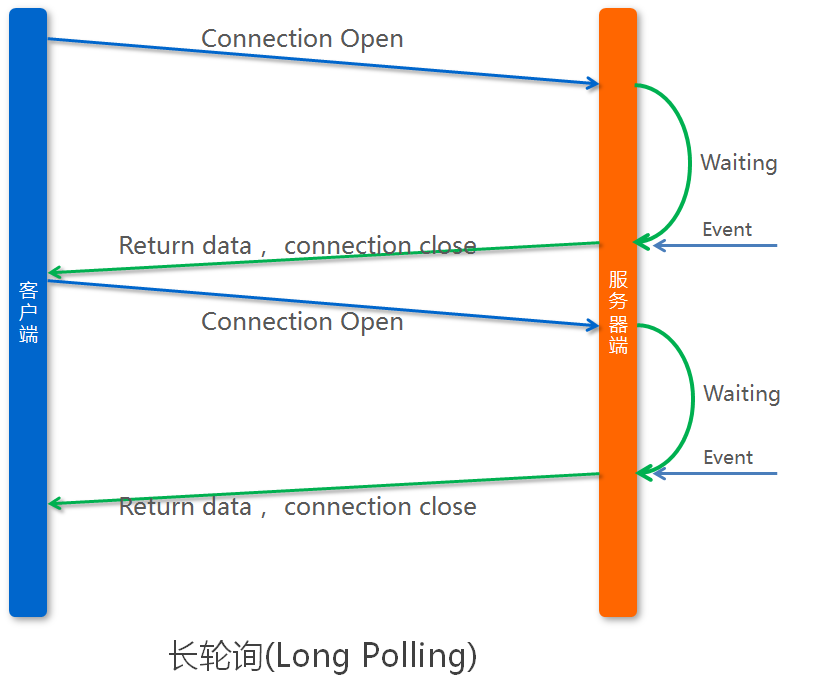 Connection Open
Waiting
Event
Return data ,  connection close
客户端
服务器端
Connection Open
Waiting
Event
Return data ,  connection close
长轮询(Long Polling)